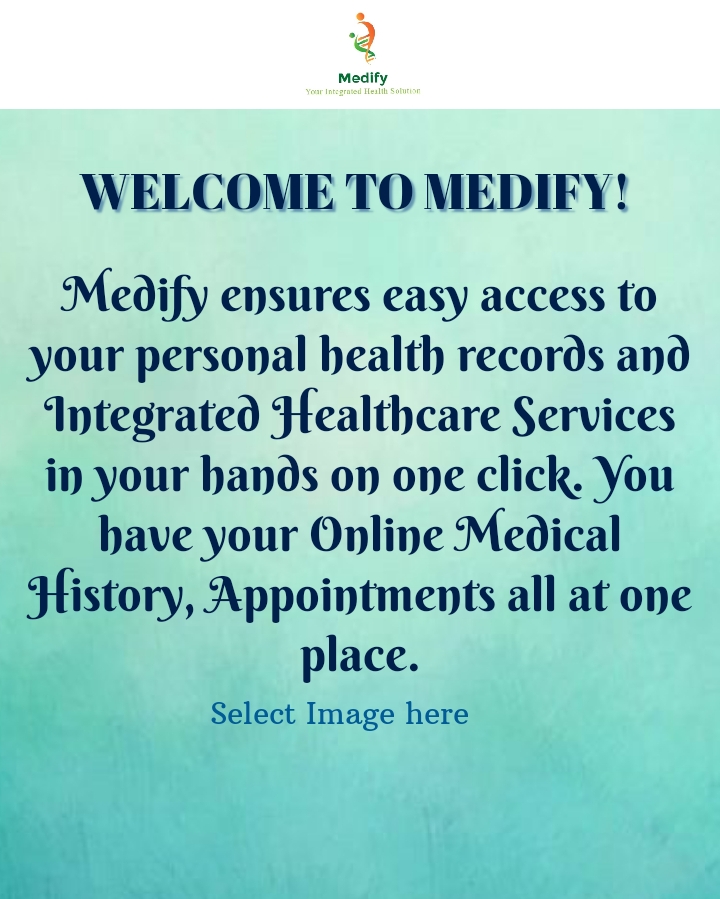 Medify
Your Integrated Health Solution
WELCOME TO MEDIFY!
Medify ensures easy access to
your personal health records and
Integrated Healthcare Services
in your hands on one click. You
have your Online Medical
History, Appointments all at one
place.
Select Image here